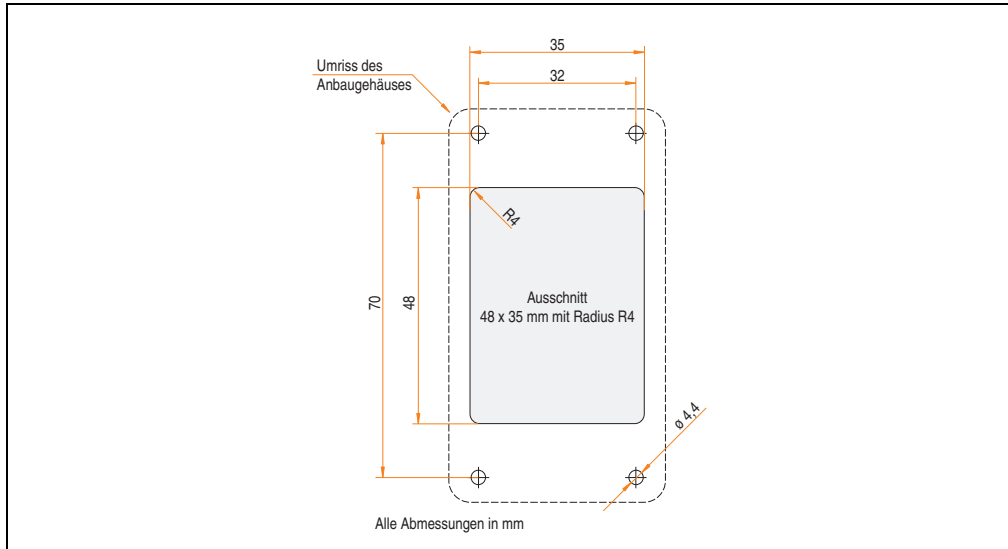 35
Umriss des
Anbaugehäuses
32
R4
70
48
Ausschnitt
48 x 35 mm mit Radius R4
ø 4,4
Alle Abmessungen in mm